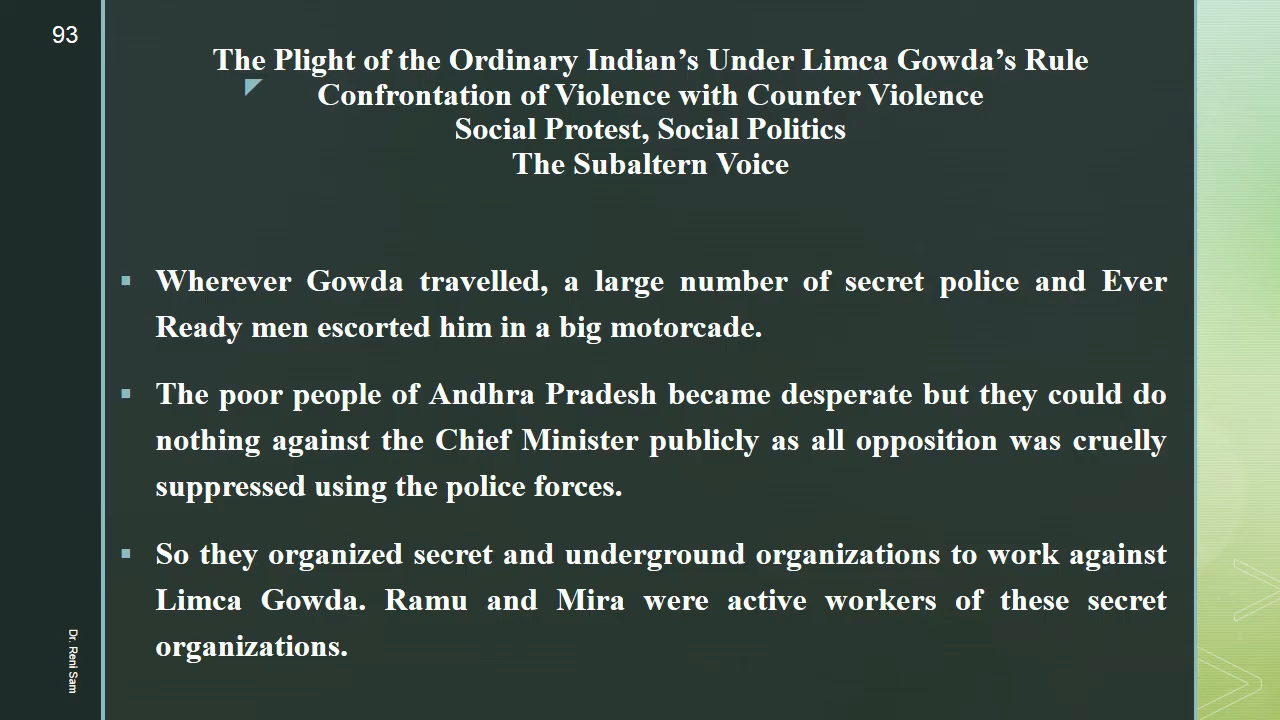 93
The Plight of the Ordinary Indian’s Under Limca Gowda’s Rule
Confrontation of Violence with Counter Violence
Social Protest, Social Politics
The Subaltern Voice
Wherever Gowda travelled, a large number of secret police and Ever
Ready men escorted him in a big motorcade.
The poor people of Andhra Pradesh became desperate but they could do
nothing against the Chief Minister publicly as all opposition was cruelly
suppressed using the police forces.
So they organized secret and underground organizations to work against
Limca Gowda. Ramu and Mira were active workers of these secret
organizations.
Dr. Reni Sam